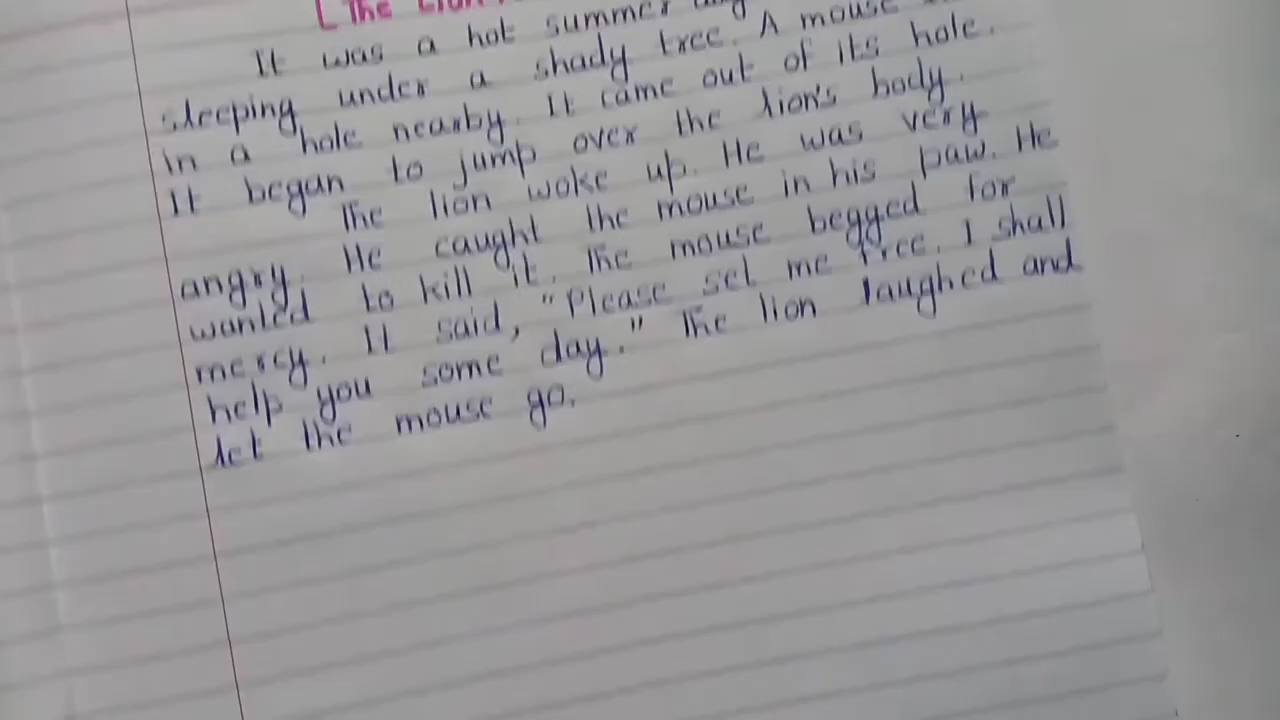 [The Lion
It was a hot summer
sleeping under a shady tree. A mouse
in a hole nearby. It came out of its hole.
It began to jump over the lion's body.
The lion woke up. He was very
angry. He caught the mouse in his paw. He
wanted to kill it. The mouse begged for
mercy. It said, "Please set me free. I shall
help you some day." The lion laughed and
let the mouse go.